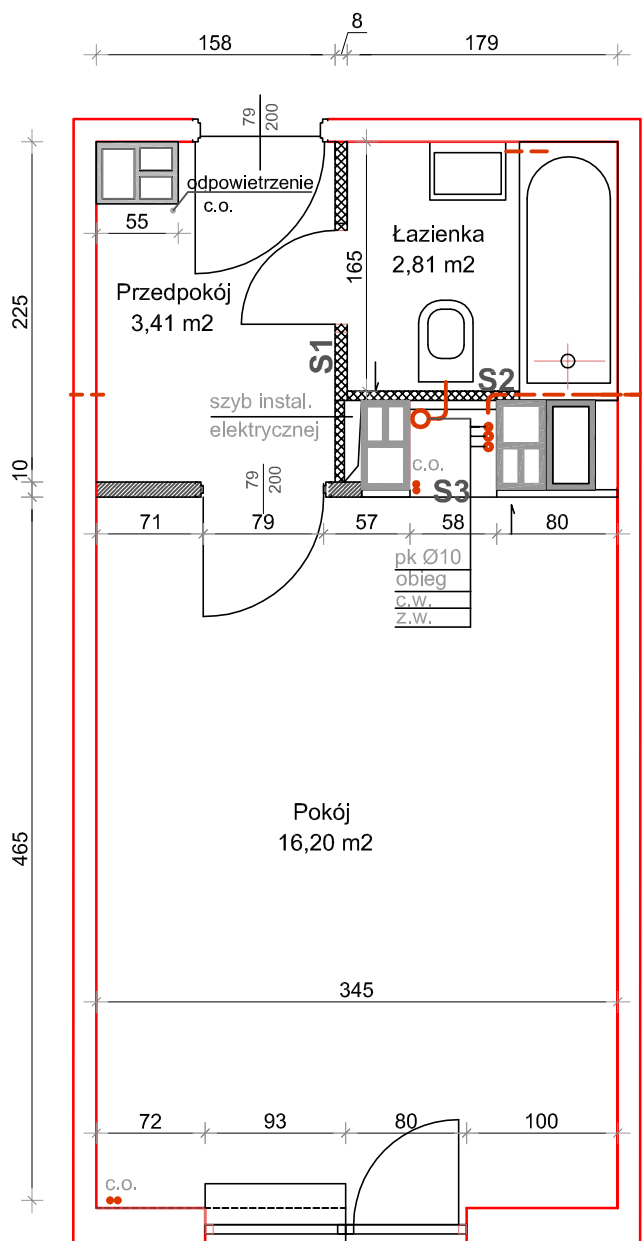 158
8
179
79
200
odpowietrzenie
c.o.
55
225
165
Łazienka
2,81 m2
Przedpokój
3,41 m2
S1
S2
szyb instal.
elektrycznej
79
200
c.o.
S3
10
71
79
57
58
80
pk Ø10
obieg
c.w.
z.w.
465
Pokój
16,20 m2
345
72
93
80
100
c.o.